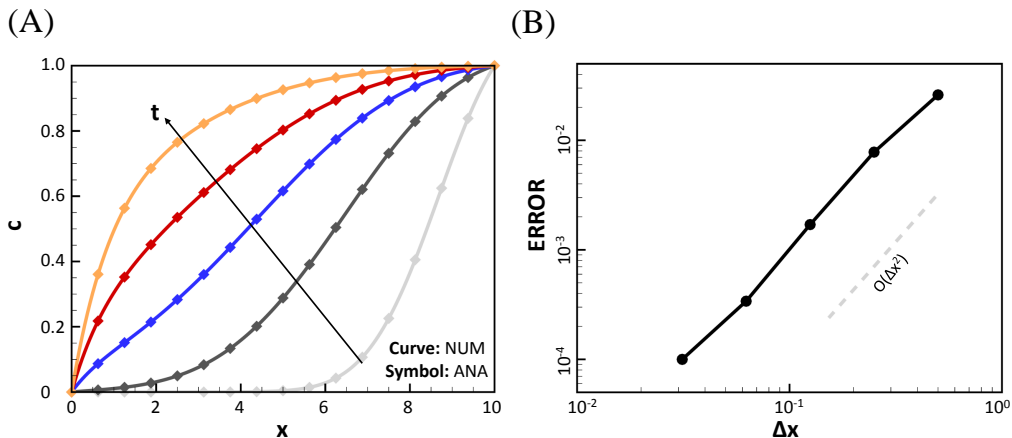 (A)
(B)
1.0
0.8
0.6
0.4
0.2
0
c
t
Curve: NUM
Symbol: ANA
0
2
4
6
8
10
x
10⁻²
10⁻³
10⁻⁴
ERROR
O(Δx²)
10⁻²
10⁻¹
10⁰
Δx